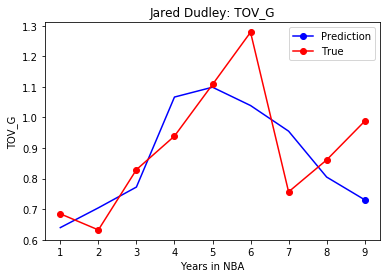 Jared Dudley: TOV_G
1.3
1.2
1.1
1.0
0.9
0.8
0.7
0.6
TOV_G
1 2 3 4 5 6 7 8 9
Years in NBA
Prediction
True